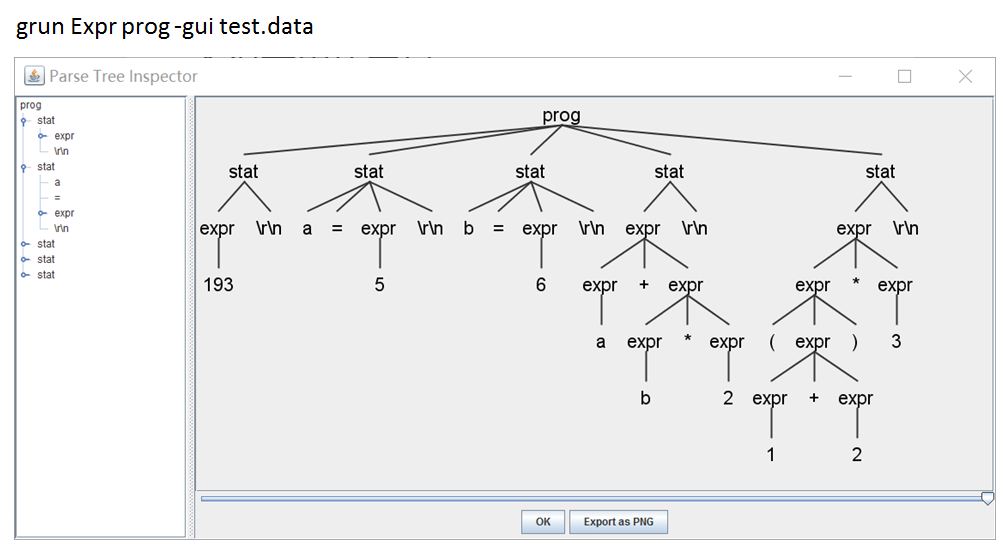 grun Expr prog -gui test.data
Parse Tree Inspector
prog
stat
expr
\r\n
stat
a
=
expr
\r\n
stat
stat
stat
prog
stat stat stat stat stat
expr \r\n a = expr \r\n b = expr \r\n expr \r\n expr \r\n
193 5 6 expr + expr expr * expr
a expr * expr ( expr ) 3
b 2 expr + expr
1 2
OK Export as PNG